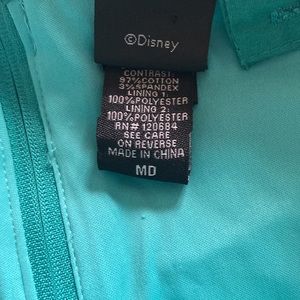 ©Disney
CONTRAST:
97%COTTON
3%SPANDEX
LINING 1:
100%POLYESTER
LINING 2:
100%POLYESTER
RN# 120684
SEE CARE
ON REVERSE
MADE IN CHINA
MD